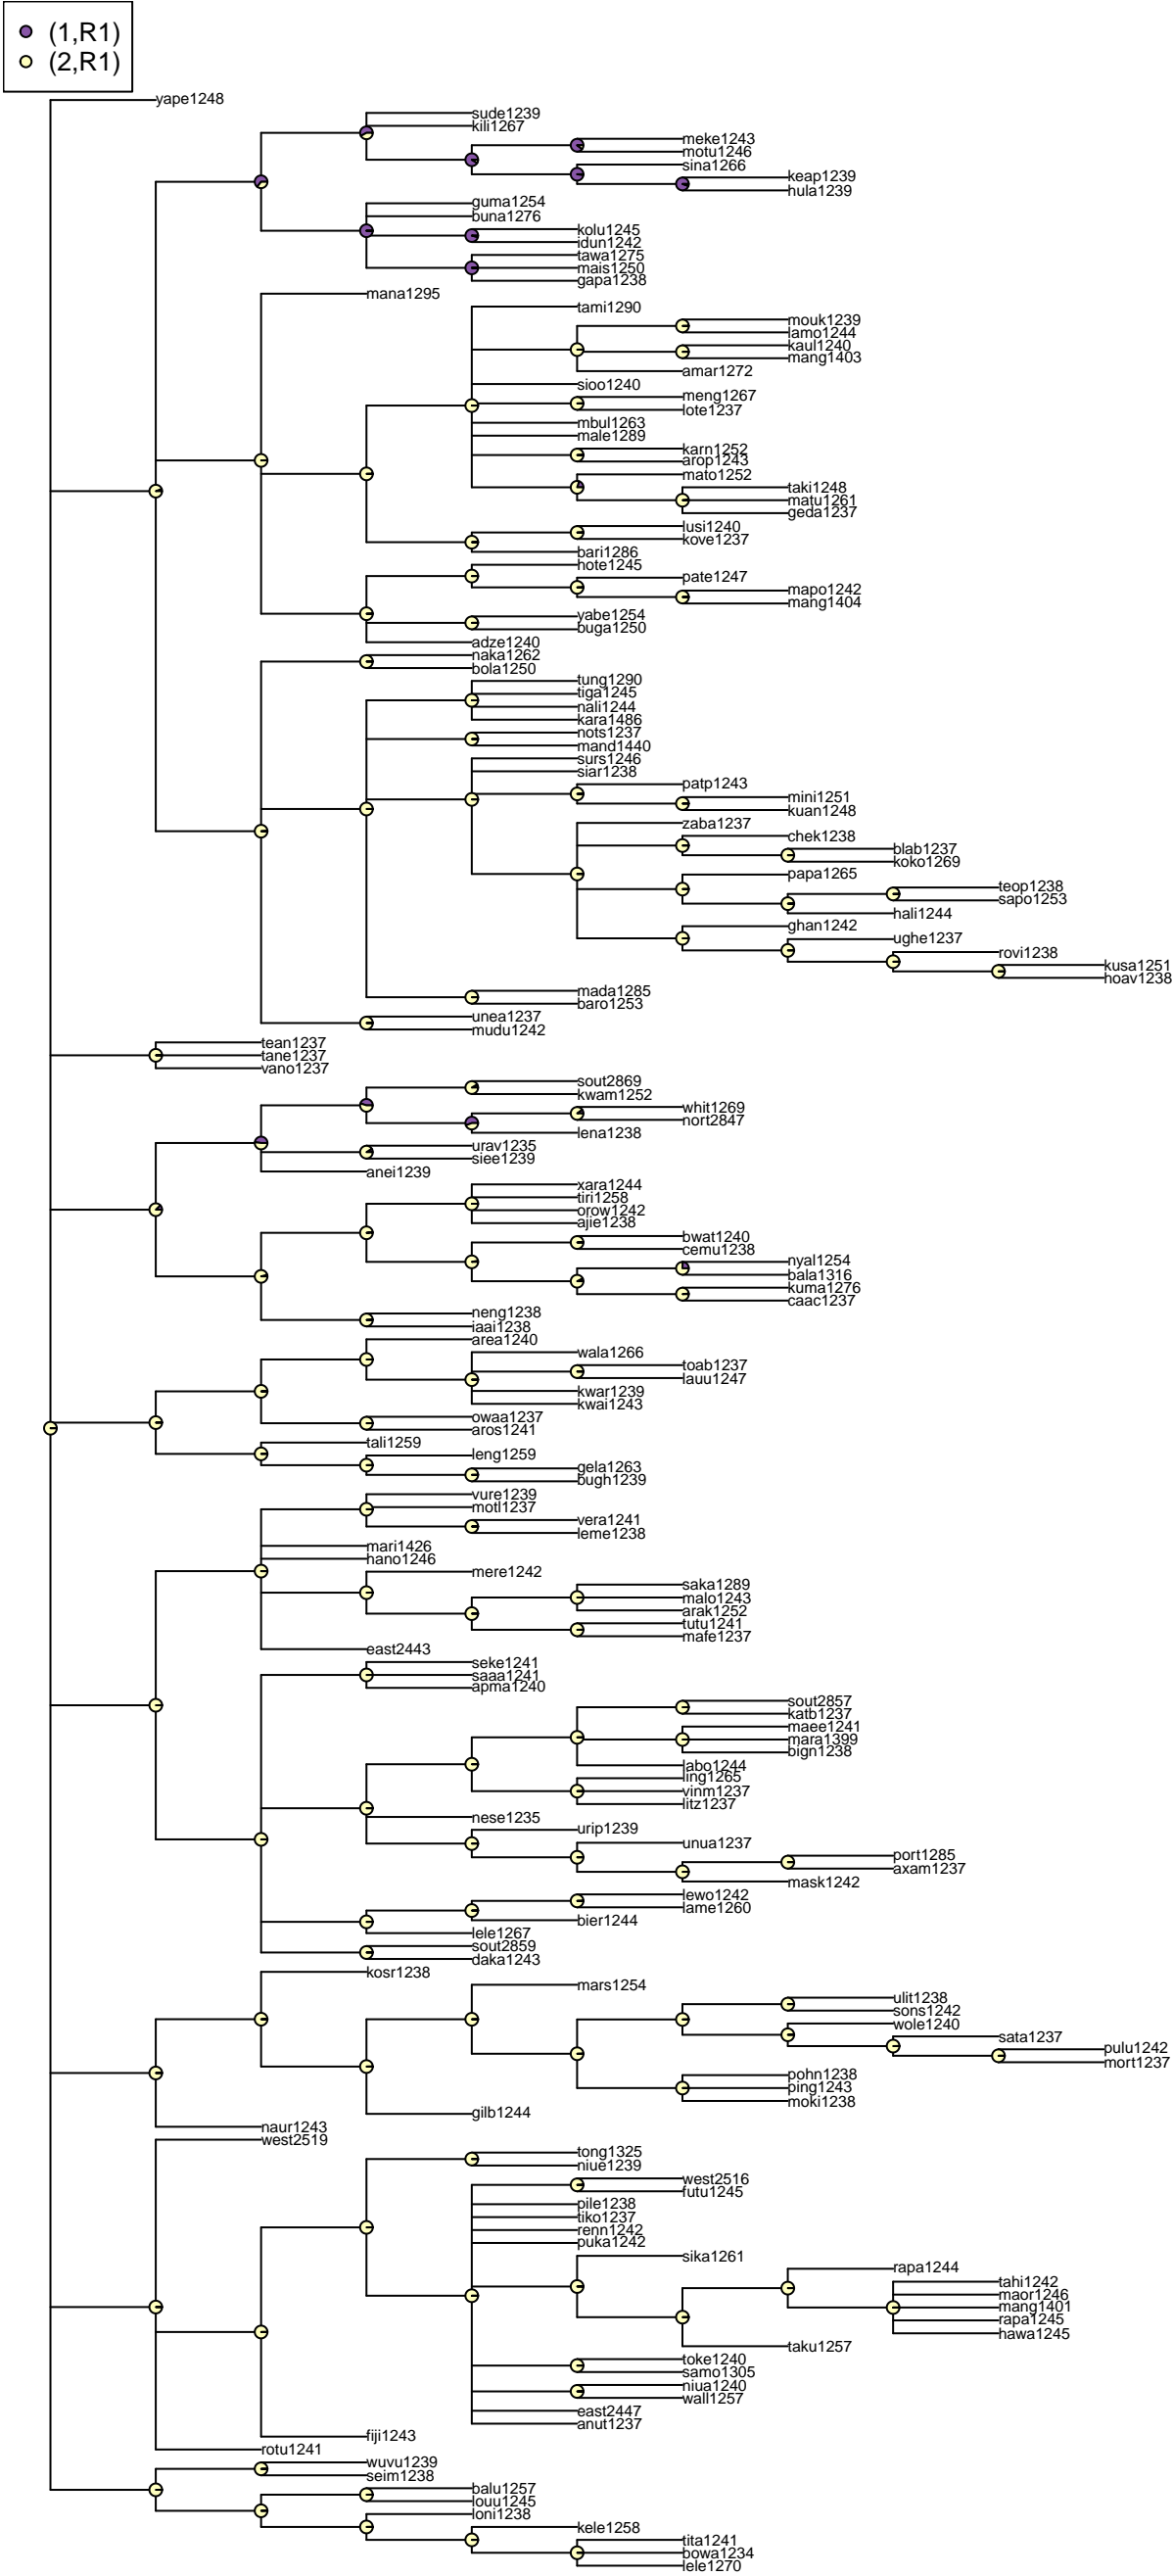 (1,R1)
(2,R1)
yape1248
sude1239
kili1267
meke1243
motu1246
sina1266
keap1239
hula1239
guma1254
buna1276
kolu1245
idun1242
tawa1275
mais1250
gapa1238
mana1295
tami1290
mouk1239
lamo1244
kaul1240
mang1403
amar1272
sioo1240
meng1267
lote1237
mbul1263
male1289
karn1252
arop1243
mato1252
taki1248
matu1261
geda1237
lusi1240
kove1237
bari1286
hote1245
pate1247
mapo1242
mang1404
yabe1254
buga1250
adze1240
naka1262
bola1250
tung1290
tiga1245
nali1244
kara1486
nots1237
mand1440
surs1246
siar1238
patp1243
mini1251
kuan1248
zaba1237
chek1238
blab1237
koko1269
papa1265
teop1238
sapo1253
hali1244
ghan1242
ughe1237
rovi1238
kusa1251
hoav1238
mada1285
baro1253
unea1237
mudu1242
tean1237
tane1237
vano1237
sout2869
kwam1252
whit1269
nort2847
lena1238
urav1235
siee1239
anei1239
xara1244
tiri1258
orow1242
ajie1238
bwat1240
cemu1238
nyal1254
bala1316
kuma1276
caac1237
neng1238
iaai1238
area1240
wala1266
toab1237
lauu1247
kwar1239
kwai1243
owaa1237
aros1241
tali1259
leng1259
gela1263
bugh1239
vure1239
motl1237
vera1241
leme1238
mari1426
hano1246
mere1242
saka1289
malo1243
arak1252
tutu1241
mafe1237
east2443
seke1241
saaa1241
apma1240
sout2857
katb1237
maee1241
mara1399
bign1238
labo1244
ling1265
vinm1237
litz1237
nese1235
urip1239
unua1237
port1285
axam1237
mask1242
lewo1242
lame1260
bier1244
lele1267
sout2859
daka1243
kosr1238
mars1254
ulit1238
sons1242
wole1240
sata1237
pulu1242
mort1237
pohn1238
ping1243
moki1238
gilb1244
naur1243
west2519
tong1325
niue1239
west2516
futu1245
pile1238
tiko1237
renn1242
puka1242
sika1261
rapa1244
tahi1242
maor1246
mang1401
rapa1245
hawa1245
taku1257
toke1240
samo1305
niua1240
wall1257
east2447
anut1237
fiji1243
rotu1241
wuvu1239
seim1238
balu1257
louu1245
loni1238
kele1258
tita1241
bowa1234
lele1270